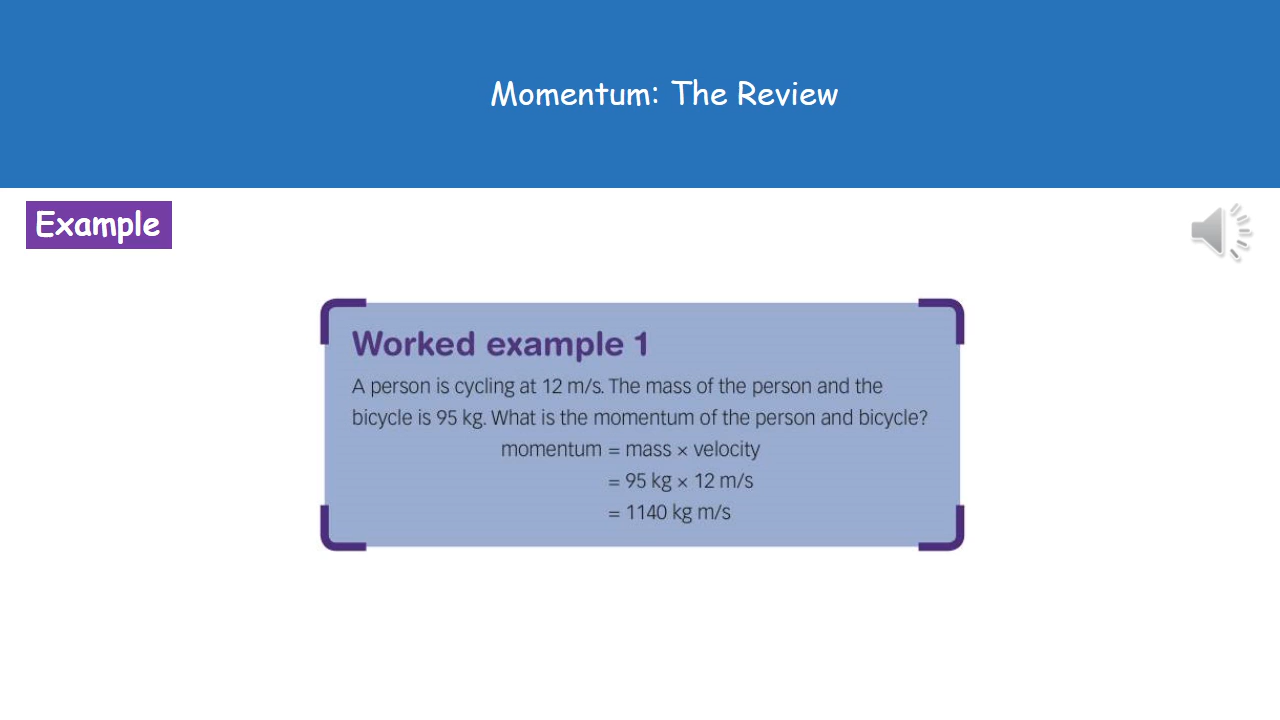 Momentum: The Review
Example
Worked example 1
A person is cycling at 12 m/s. The mass of the person and the
bicycle is 95 kg. What is the momentum of the person and bicycle?
momentum = mass × velocity
= 95 kg × 12 m/s
= 1140 kg m/s